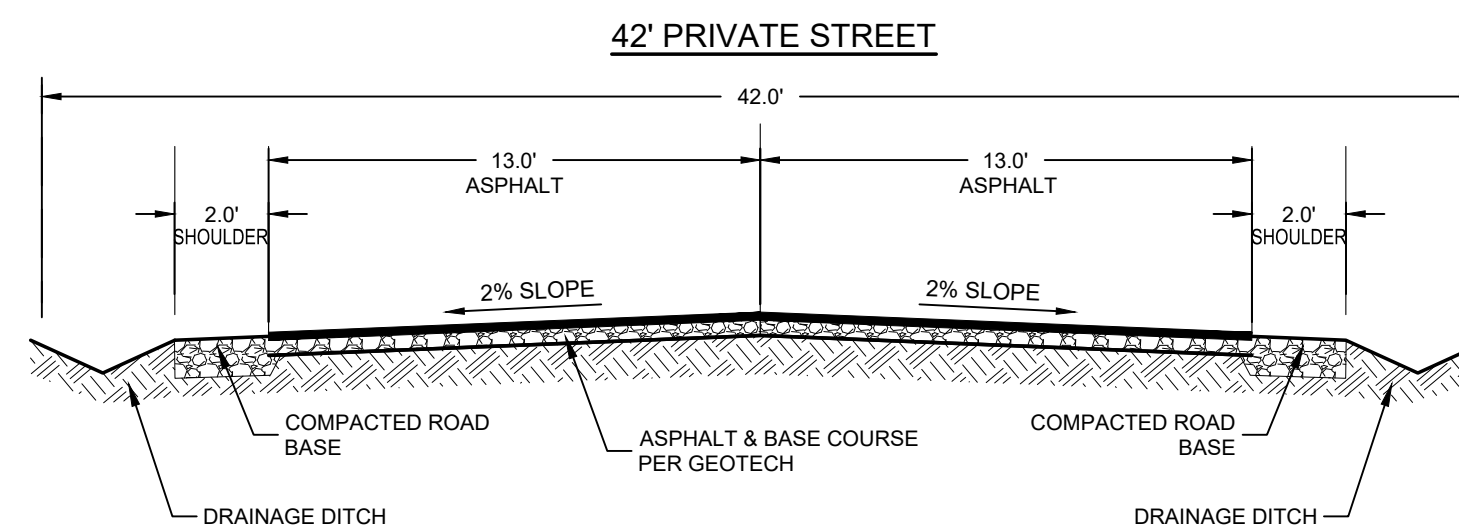 42' PRIVATE STREET
42.0'
13.0'
ASPHALT
13.0'
ASPHALT
2.0'
SHOULDER
2.0'
SHOULDER
2% SLOPE
2% SLOPE
COMPACTED ROAD
BASE
ASPHALT & BASE COURSE
PER GEOTECH
COMPACTED ROAD
BASE
DRAINAGE DITCH
DRAINAGE DITCH